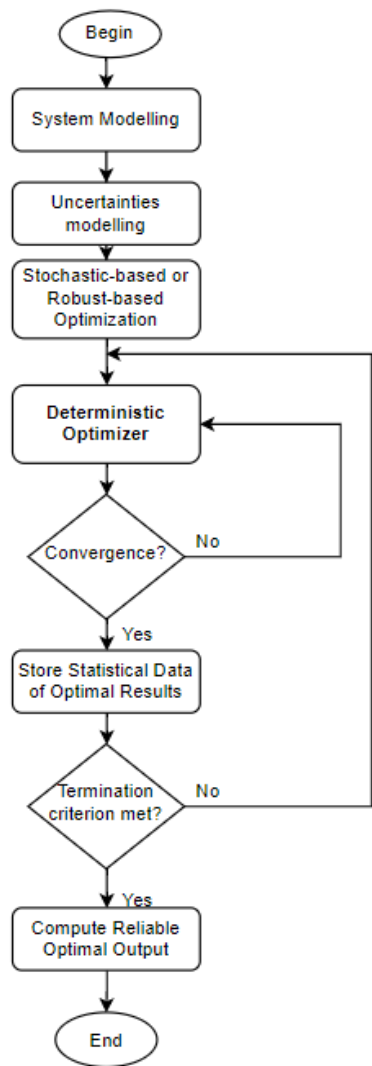 Begin
System Modelling
Uncertainties
modelling
Stochastic-based or
Robust-based
Optimization
Deterministic
Optimizer
Convergence?
No
Yes
Store Statistical Data
of Optimal Results
Termination
criterion met?
No
Yes
Compute Reliable
Optimal Output
End